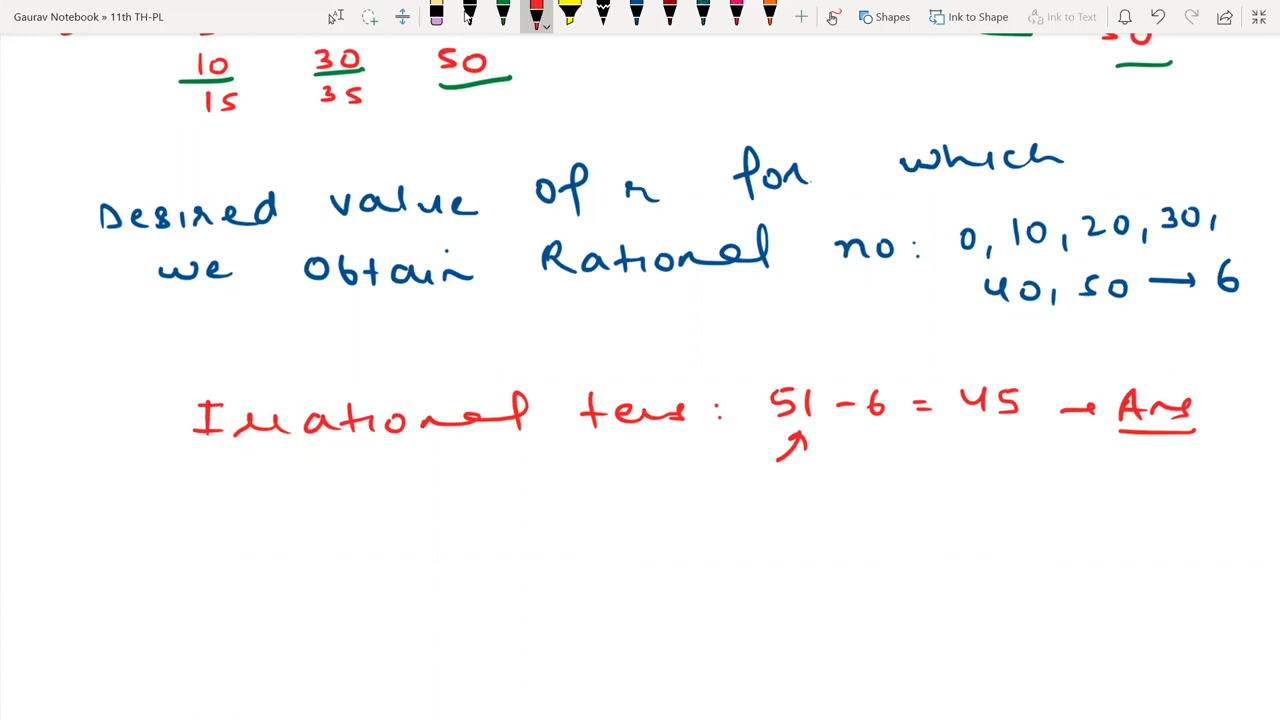 Gaurav Notebook » 11th TH-PL
Shapes
Ink to Shape
Ink to Text
10 30 50
15 35
Desired value of r for which
we obtain Rational no: 0, 10, 20, 30,
40, 50 → 6
Irrational tems: 51 - 6 = 45 → Ans